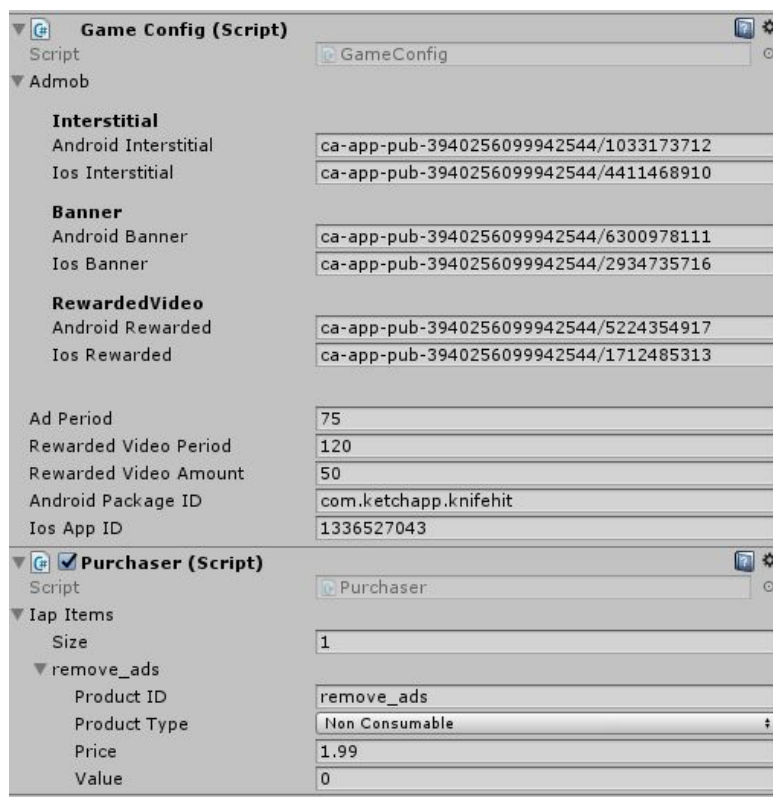 Game Config (Script)
Script GameConfig
Admob
Interstitial
Android Interstitial ca-app-pub-3940256099942544/1033173712
Ios Interstitial ca-app-pub-3940256099942544/4411468910
Banner
Android Banner ca-app-pub-3940256099942544/6300978111
Ios Banner ca-app-pub-3940256099942544/2934735716
RewardedVideo
Android Rewarded ca-app-pub-3940256099942544/5224354917
Ios Rewarded ca-app-pub-3940256099942544/1712485313
Ad Period 75
Rewarded Video Period 120
Rewarded Video Amount 50
Android Package ID com.ketchapp.knifehit
Ios App ID 1336527043
Purchaser (Script)
Script Purchaser
Iap Items
Size 1
remove_ads
Product ID remove_ads
Product Type Non Consumable
Price 1.99
Value 0